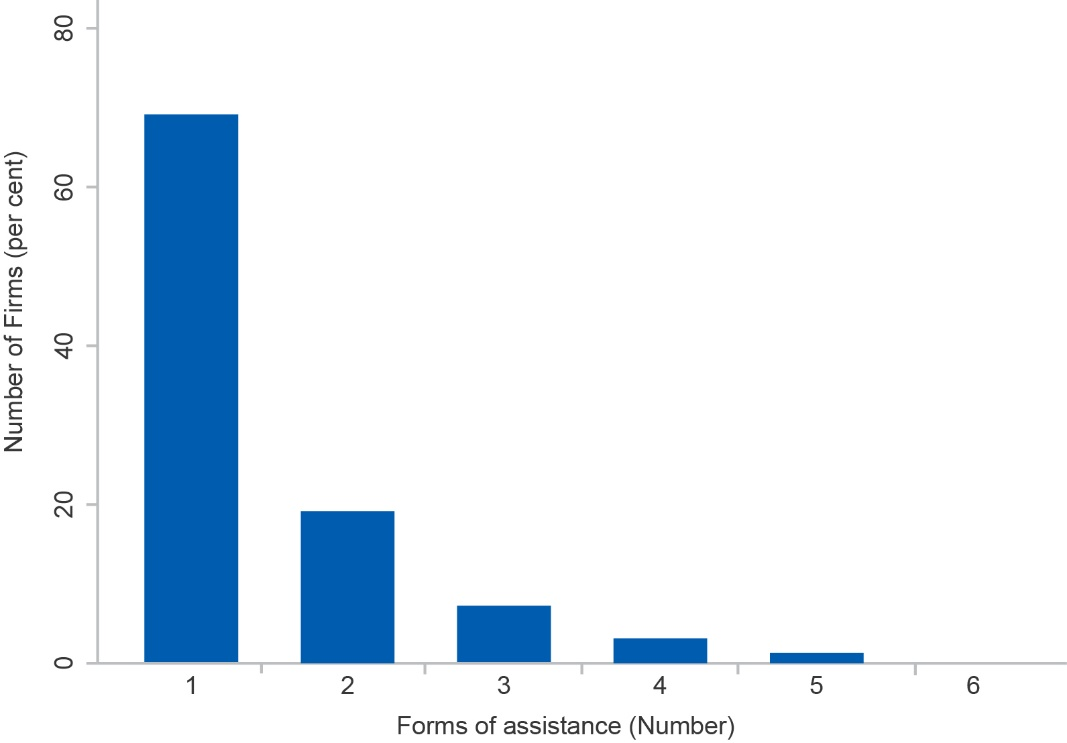 Number of Firms (per cent)
80
60
40
20
0
1 2 3 4 5 6
Forms of assistance (Number)